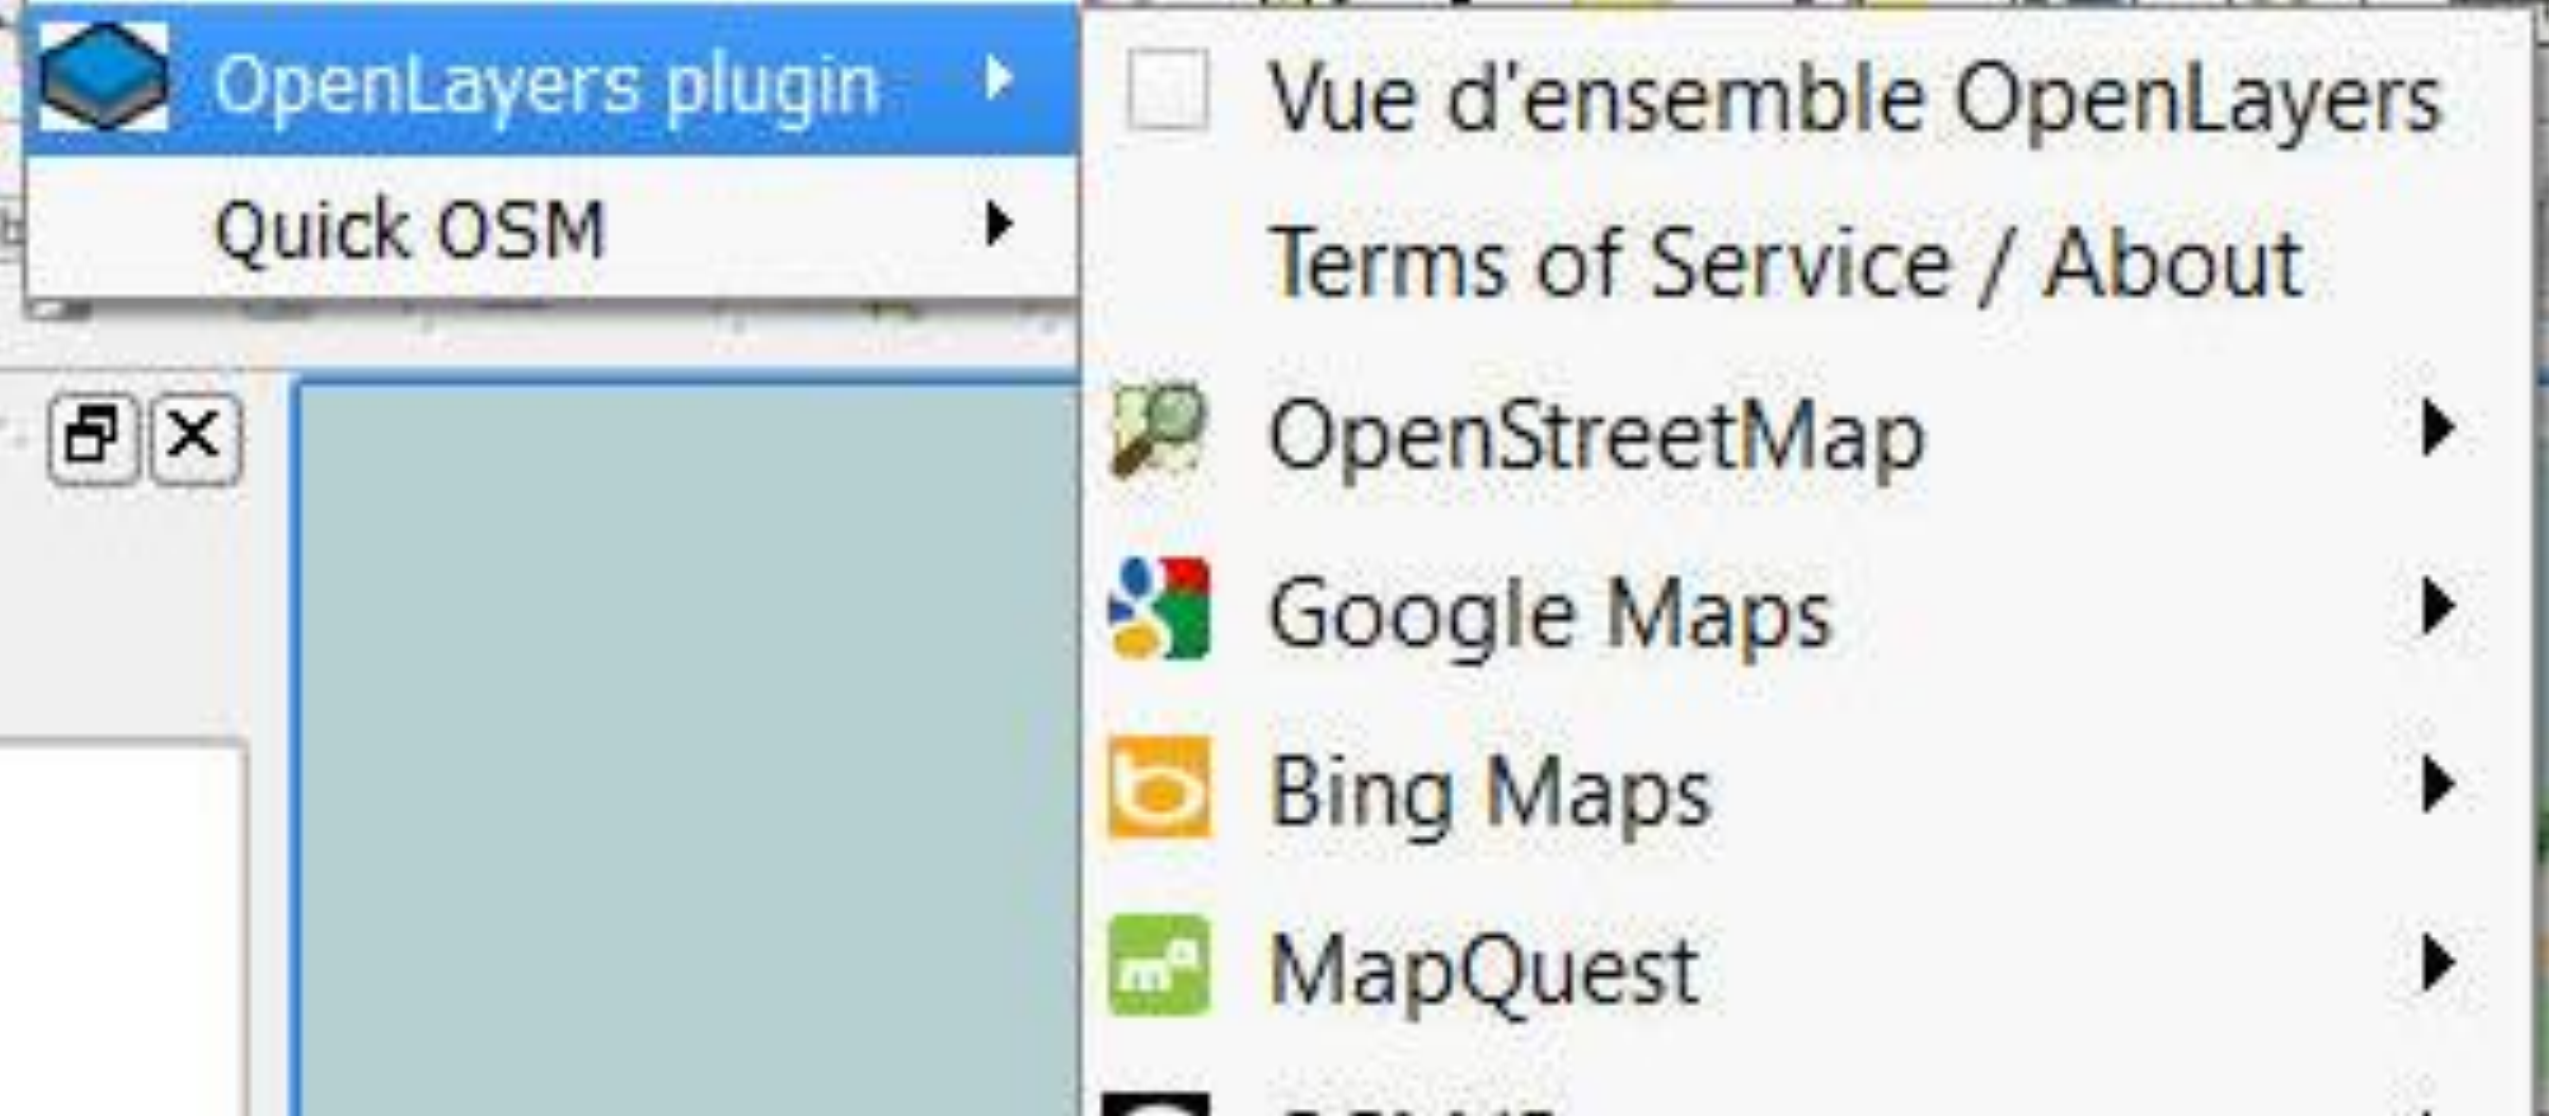 OpenLayers plugin
Quick OSM
Vue d'ensemble OpenLayers
Terms of Service / About
OpenStreetMap
Google Maps
Bing Maps
MapQuest